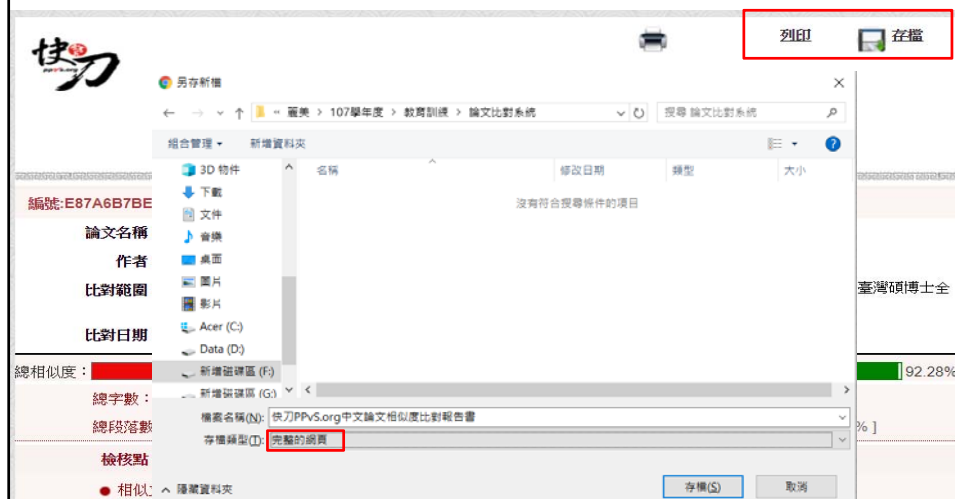 快刀
ppvs.org
列印 存檔
另存新檔
« 麗美 > 107學年度 > 教育訓練 > 論文比對系統
搜尋 論文比對系統
組合管理 新增資料夾
名稱 修改日期 類型 大小
沒有符合搜尋條件的項目
3D 物件
下載
文件
音樂
桌面
圖片
影片
Acer (C:)
Data (D:)
新增磁碟區 (F:)
新增磁碟區 (G:)
檔案名稱(N): 快刀PPvS.org中文論文相似度比對報告書
存檔類型(T): 完整的網頁
隱藏資料夾
存檔(S) 取消
編號:E87A6B7BE
論文名稱
作者
比對範圍
臺灣碩博士全
比對日期
總相似度：
92.28%
總字數：
總段落數
% ]
檢核點
相似